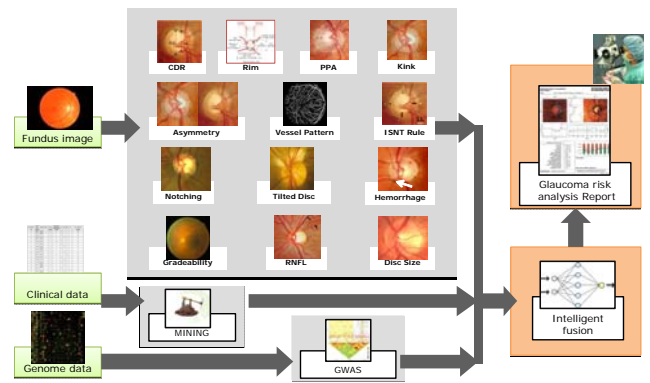 CDR
Rim
PPA
Kink
Fundus image
Asymmetry
Vessel Pattern
ISNT Rule
Notching
Tilted Disc
Hemorrhage
Gradeability
RNFL
Disc Size
Clinical data
MINING
Genome data
GWAS
Glaucoma risk
analysis Report
Intelligent
fusion